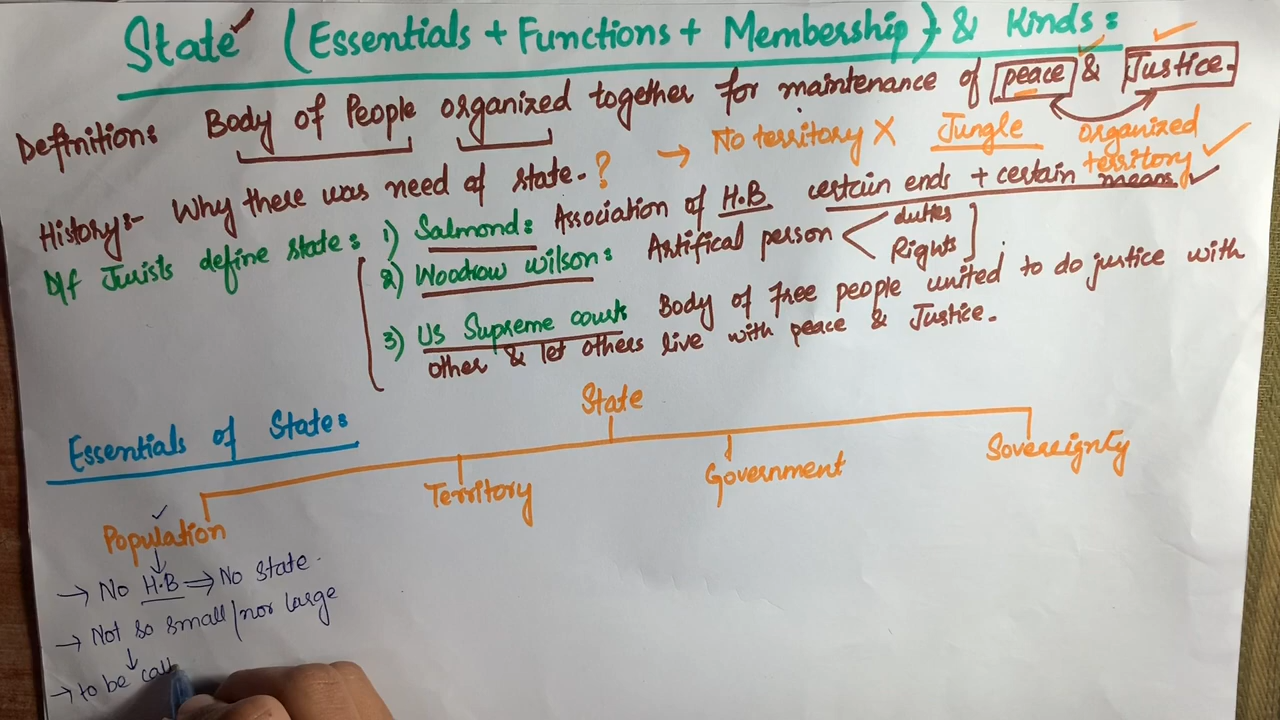 State (Essentials + Functions + Membership) & Kinds:
Definition: Body of People organized together for maintenance of peace & Justice.
→ No territory X Jungle organized territory
History:- Why there was need of state. ?
Diff Jurists define state: 1) Salmond: Association of H.B certain ends + certain means
2) Woodrow wilson: Artifical person < duties
Rights
3) US Supreme court: Body of free people united to do justice with
other & let others live with peace & Justice.
Essentials of State:
State
Population Territory Government Sovereignty
→ No H.B ⇒ No state.
→ Not so small/nor large
→ to be call